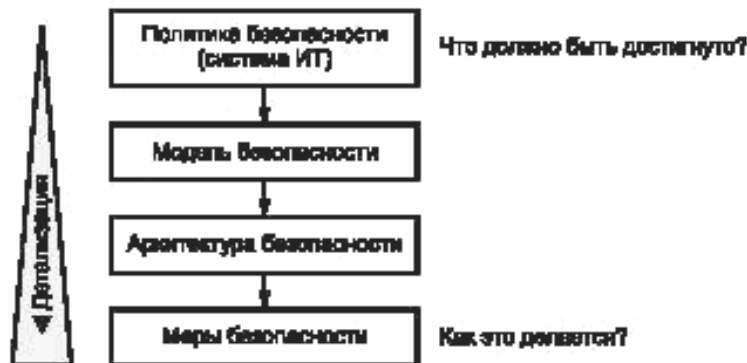 Политика безопасности
(система ИТ)
Что должно быть достигнуто?
Модель безопасности
Архитектура безопасности
◄ Детализация
Меры безопасности
Как это делается?